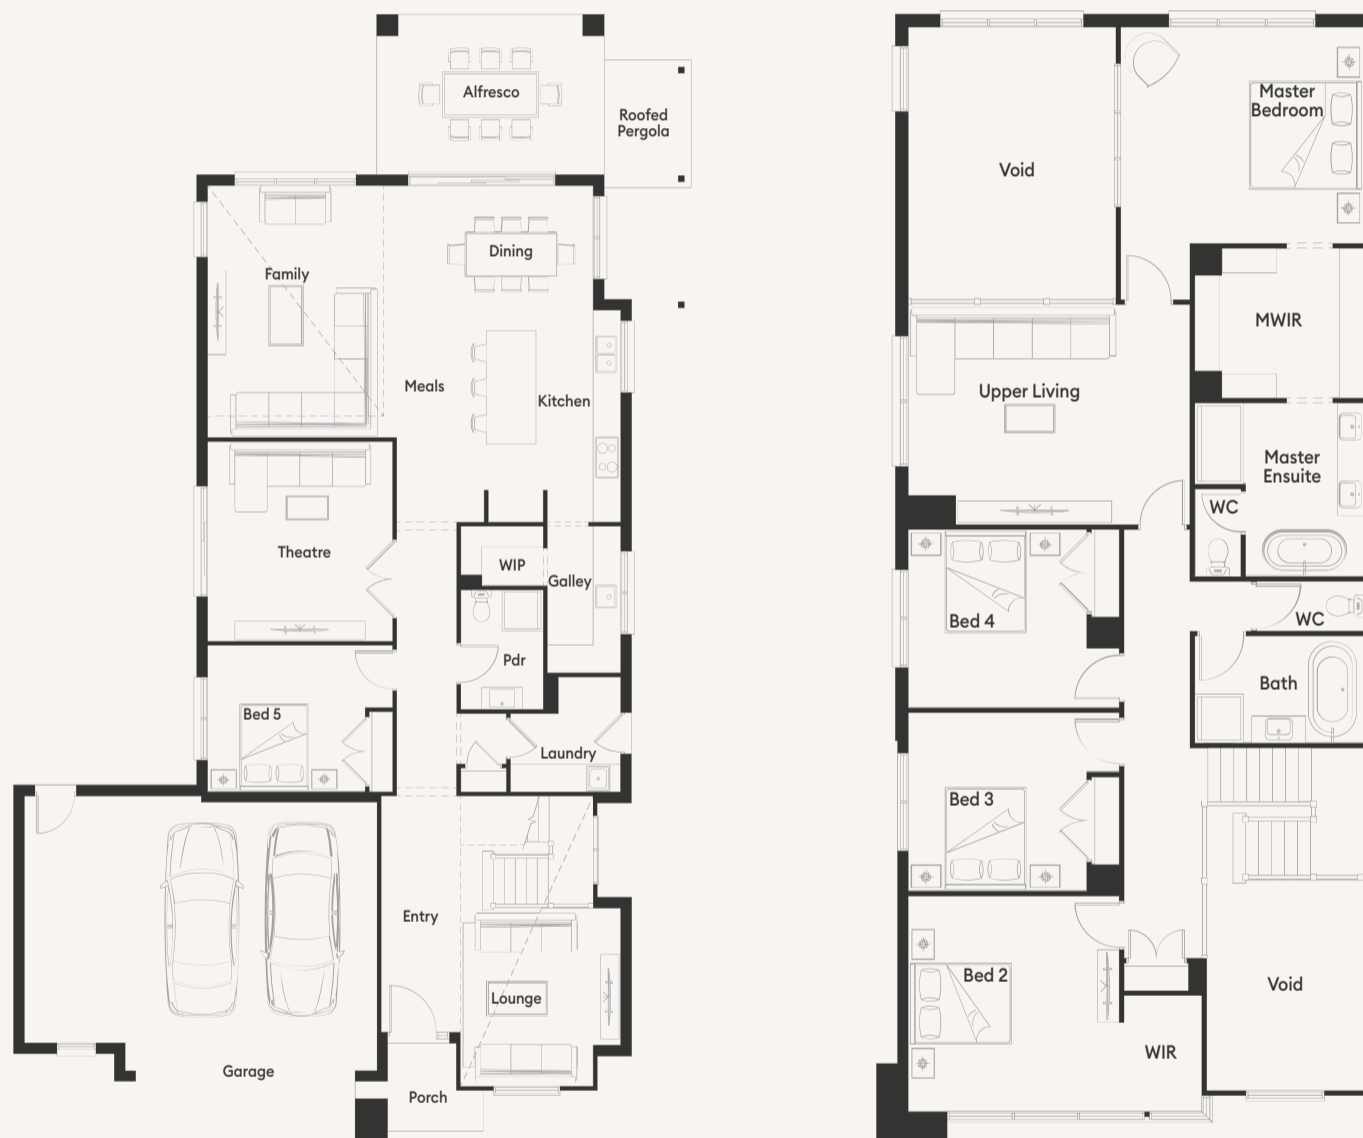 Alfresco
Roofed
Pergola
Dining
Family
Meals
Kitchen
Theatre
WIP
Galley
Pdr
Bed 5
Laundry
Entry
Lounge
Garage
Porch
Master
Bedroom
Void
MWIR
Upper Living
Master
Ensuite
WC
WC
Bed 4
Bath
Bed 3
Bed 2
Void
WIR